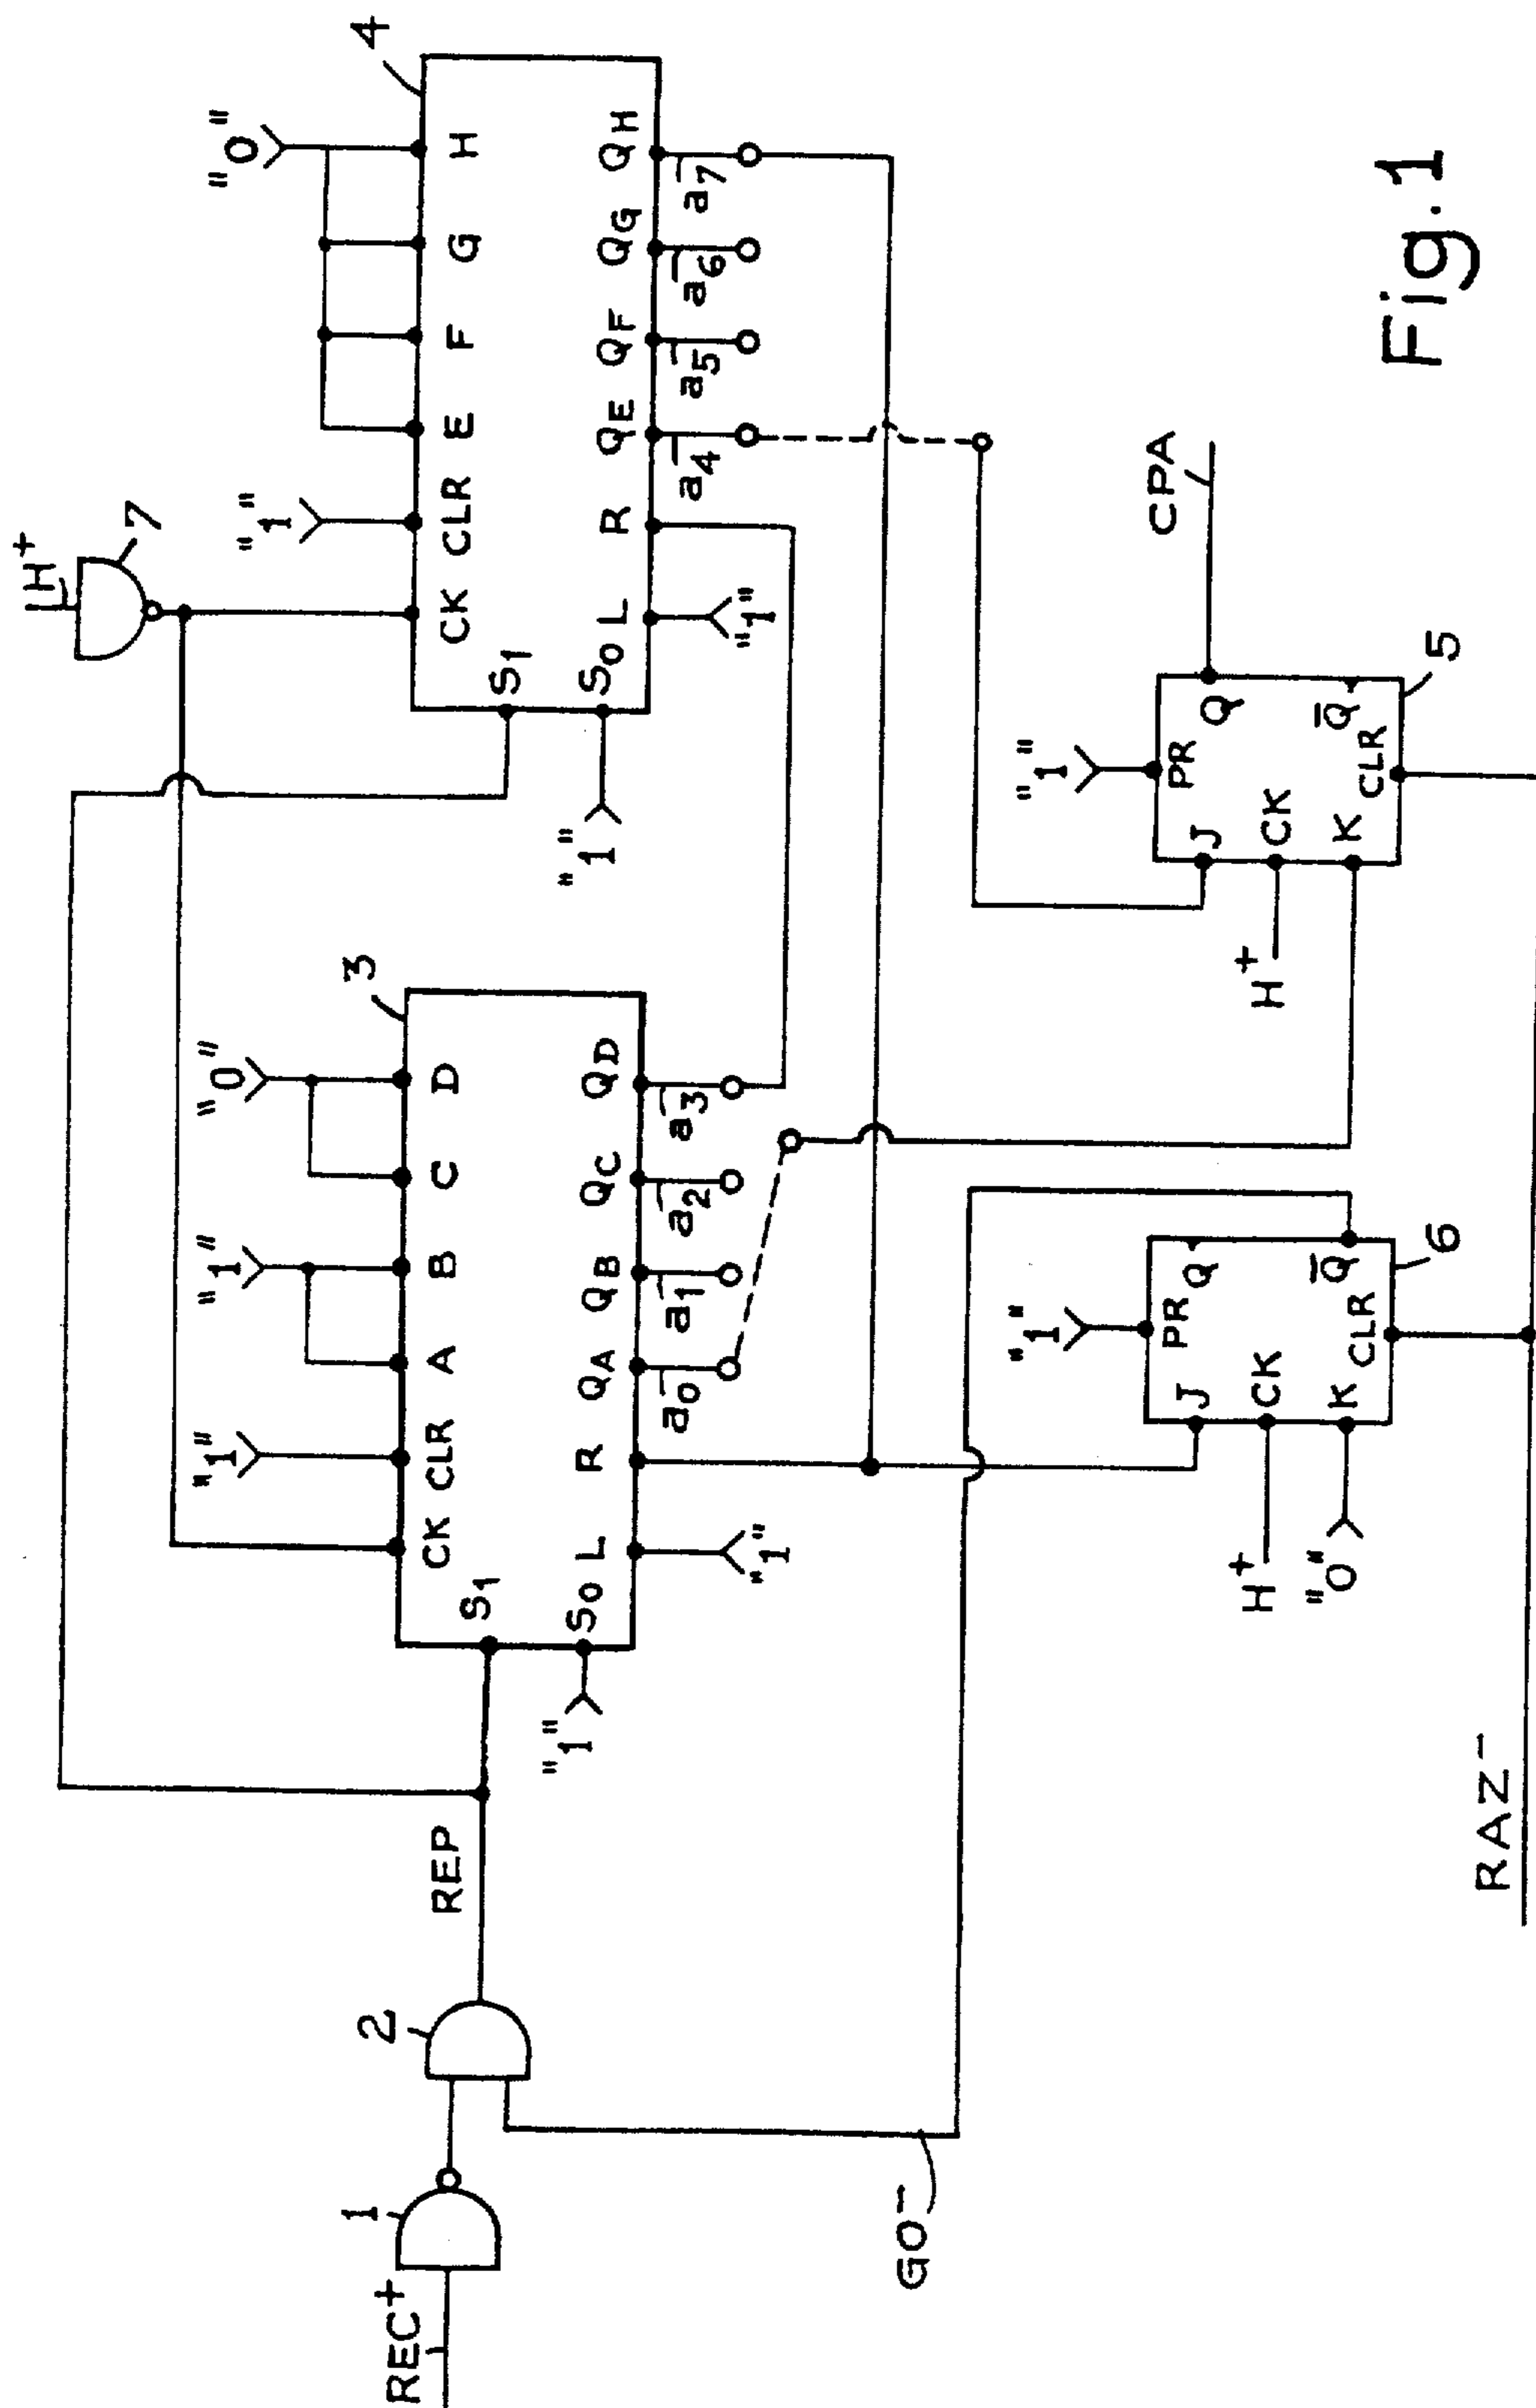 REC+
1
2
GO−
REP
"1"
3
S1
S0
CK
CLR
A
B
C
D
"1"
"1"
"0"
L
R
QA
QB
QC
QD
"1"
a0
a1
a2
a3
H+
7
"1"
4
S1
S0
CK
CLR
E
F
G
H
"1"
"0"
L
R
QE
QF
QG
QH
"1"
a4
a5
a6
a7
"1"
PR
J
Q
CK
K
Q̄
CLR
H+
"0"
6
"1"
PR
J
Q
CK
K
Q̄
CLR
H+
5
CPA
RAZ−
Fig. 1